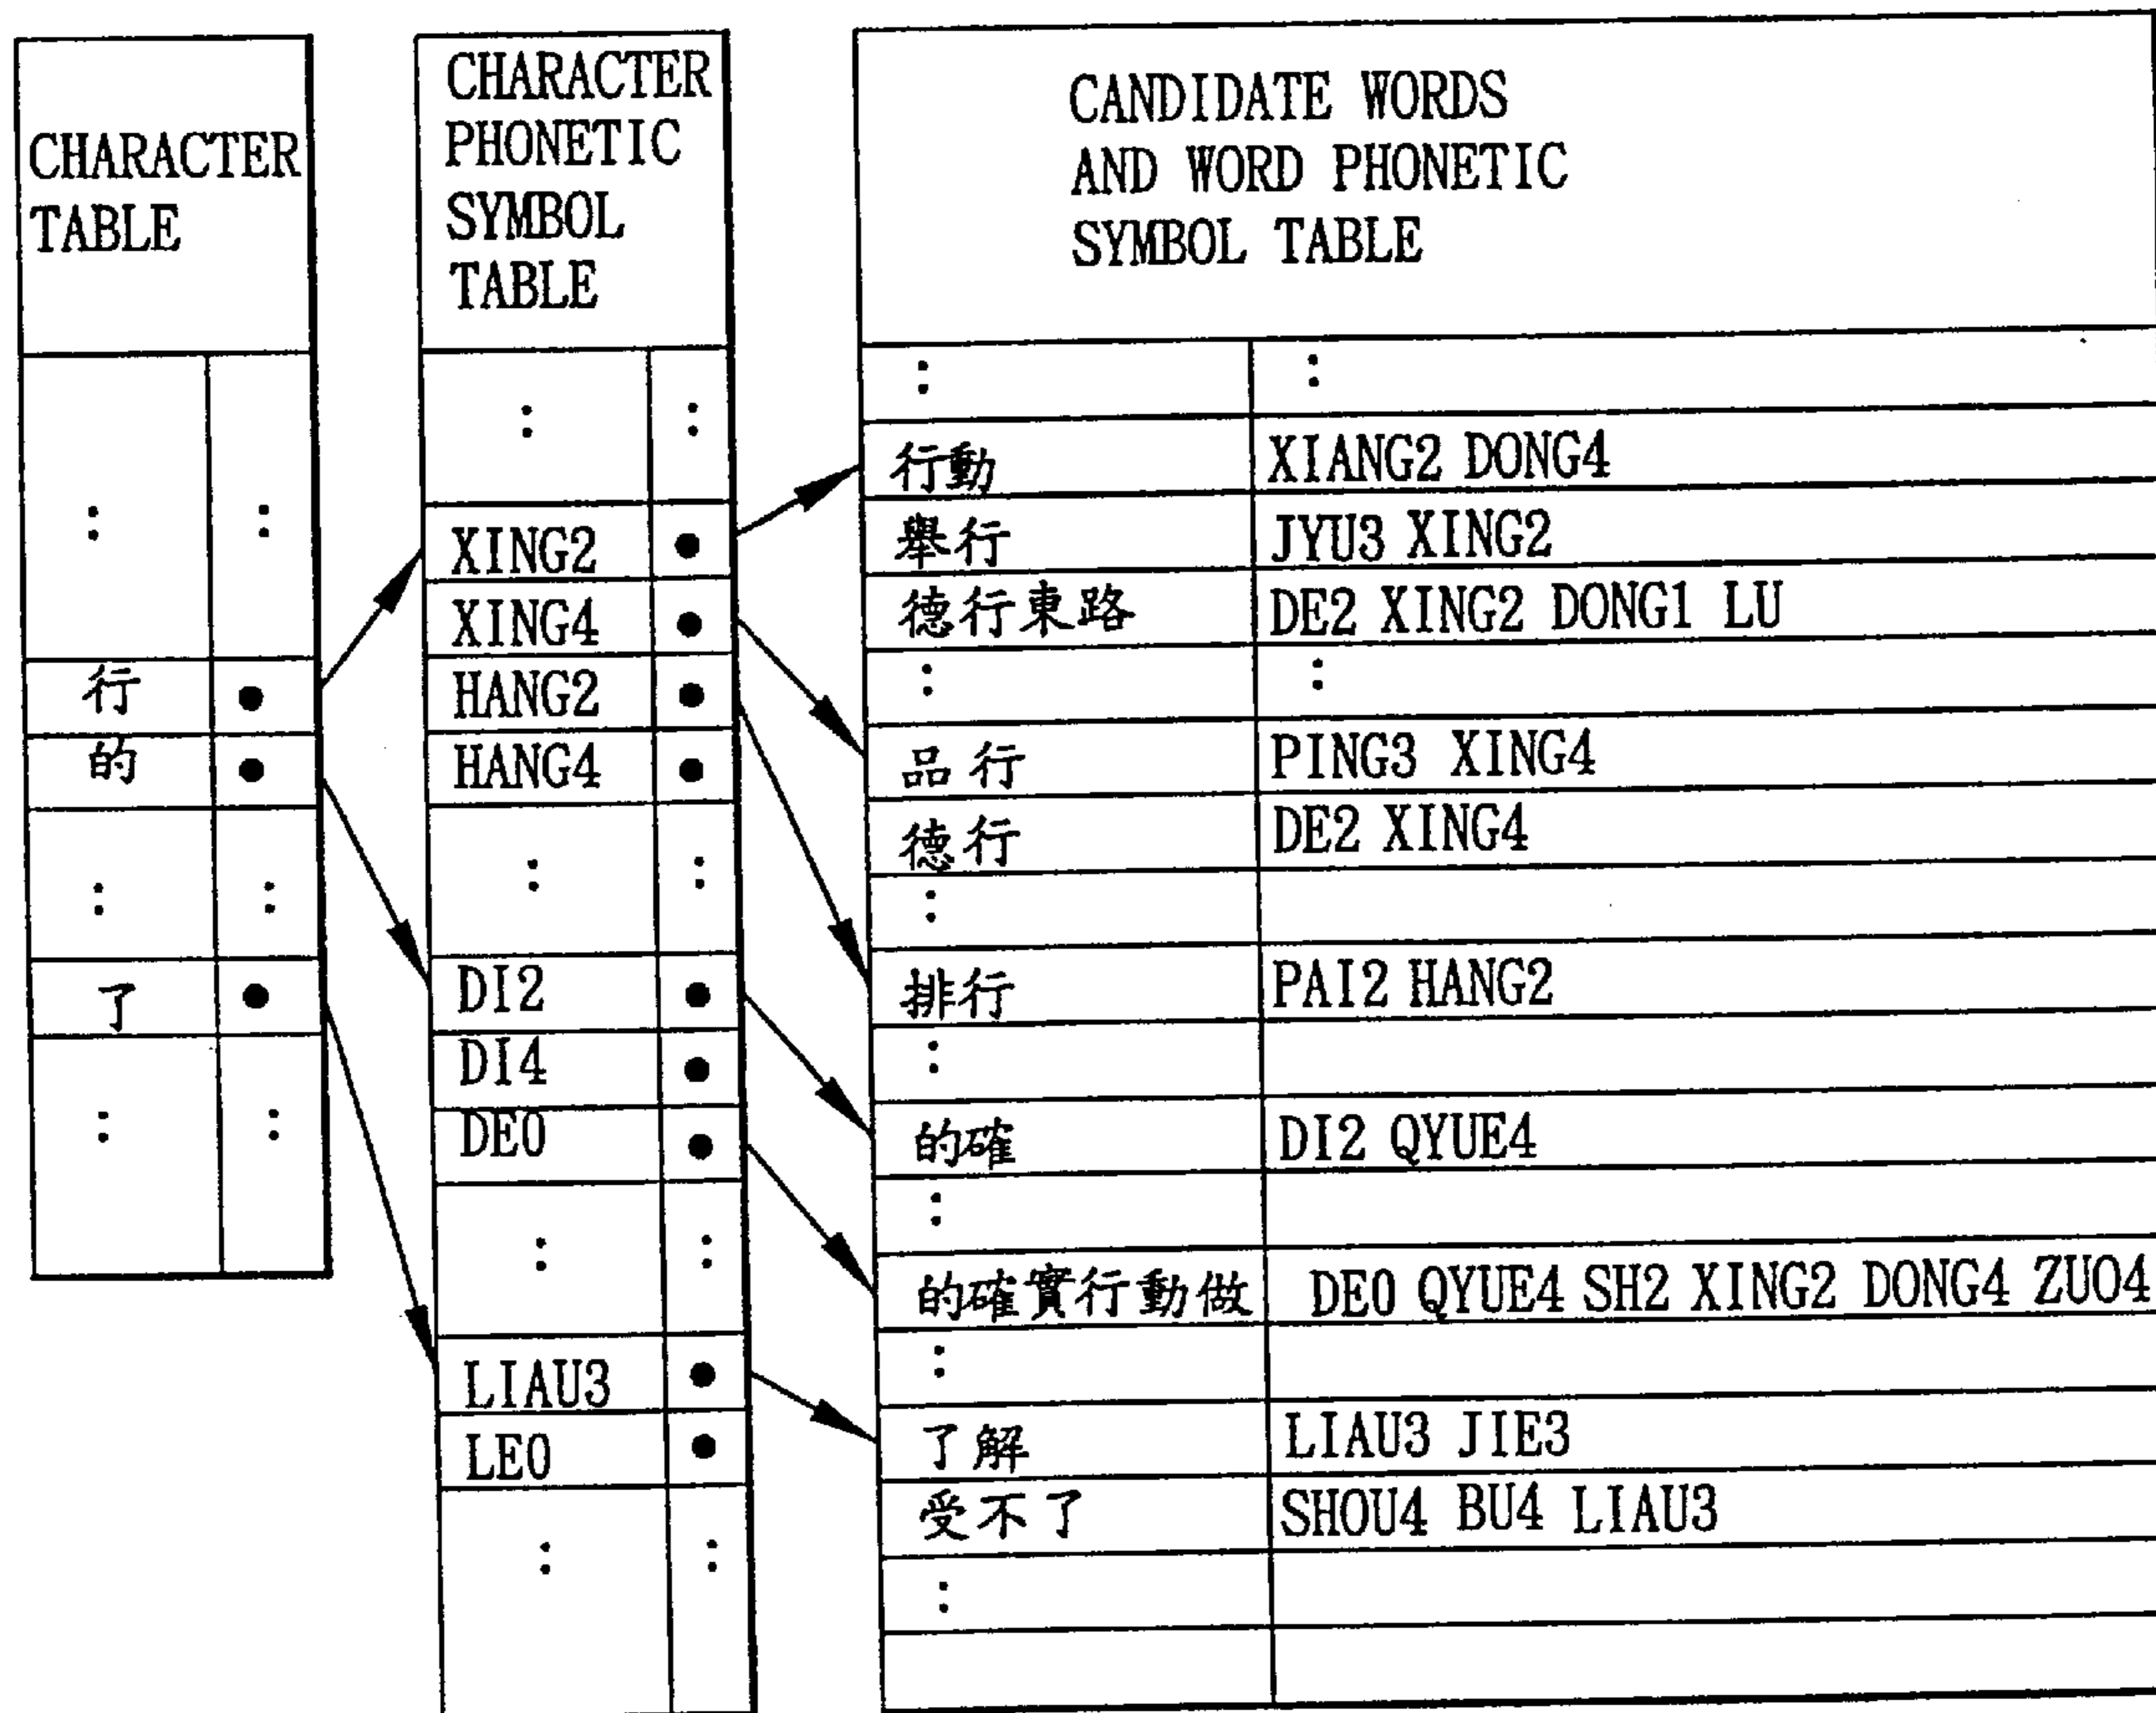 CHARACTER
TABLE
:	:
行	●
的	●
:	:
了	●
:	:
CHARACTER
PHONETIC
SYMBOL
TABLE
:	:
XING2	●
XING4	●
HANG2	●
HANG4	●
:	:
DI2	●
DI4	●
DE0	●
:	:
LIAU3	●
LE0	●
:	:
CANDIDATE WORDS
AND WORD PHONETIC
SYMBOL TABLE
:	:
行動	XIANG2 DONG4
舉行	JYU3 XING2
德行東路	DE2 XING2 DONG1 LU
:	:
品行	PING3 XING4
德行	DE2 XING4
:
排行	PAI2 HANG2
:
的確	DI2 QYUE4
:
的確實行動做	DE0 QYUE4 SH2 XING2 DONG4 ZUO4
:
了解	LIAU3 JIE3
受不了	SHOU4 BU4 LIAU3
: